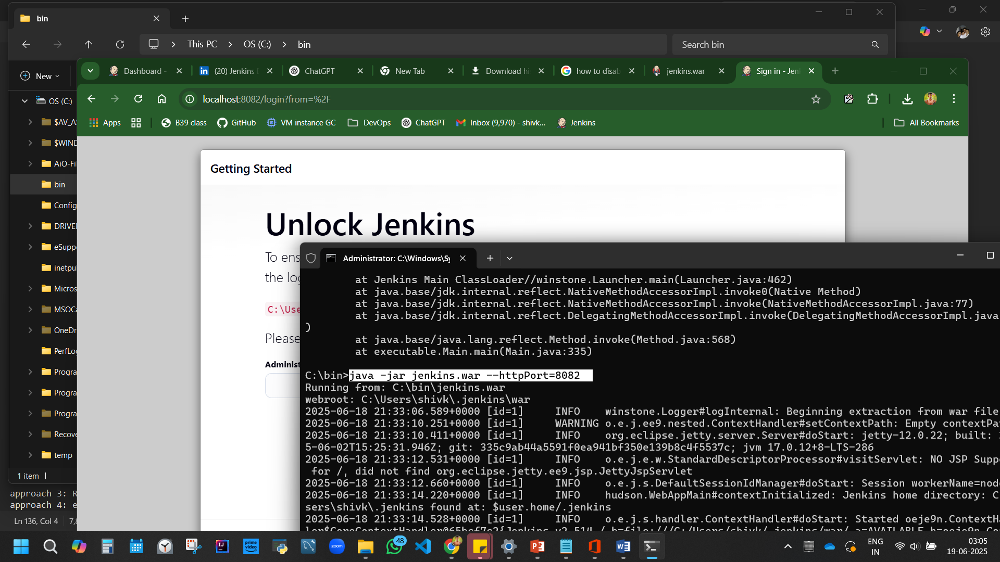 bin
This PC > OS (C:) > bin
Search bin
New
Dashboard -
(20) Jenkins
ChatGPT
New Tab
Download hi
how to disab
jenkins.war
Sign in - Jen
localhost:8082/login?from=%2F
Apps
B39 class
GitHub
VM instance GC
DevOps
ChatGPT
Inbox (9,970) - shivk...
Jenkins
All Bookmarks
OS (C:)
$AV_AS
$WIND
AiO-Fil
bin
Config
DRIVER
eSuppo
inetpul
Micros
MSOCa
OneDr
PerfLog
Progra
Progra
Progra
Recove
temp
1 item
approach 3: R
approach 4: e
Ln 136, Col 4
7,8
Getting Started
Unlock Jenkins
To ens
the log
C:\Use
Please
Administ
Administrator: C:\Windows\Sy
at Jenkins Main ClassLoader//winstone.Launcher.main(Launcher.java:462)
at java.base/jdk.internal.reflect.NativeMethodAccessorImpl.invoke0(Native Method)
at java.base/jdk.internal.reflect.NativeMethodAccessorImpl.invoke(NativeMethodAccessorImpl.java:77)
at java.base/jdk.internal.reflect.DelegatingMethodAccessorImpl.invoke(DelegatingMethodAccessorImpl.java
)
at java.base/java.lang.reflect.Method.invoke(Method.java:568)
at executable.Main.main(Main.java:335)
C:\bin>java -jar jenkins.war --httpPort=8082
Running from: C:\bin\jenkins.war
webroot: C:\Users\shivk\.jenkins\war
2025-06-18 21:33:06.589+0000 [id=1] INFO winstone.Logger#logInternal: Beginning extraction from war file
2025-06-18 21:33:10.251+0000 [id=1] WARNING o.e.j.ee9.nested.ContextHandler#setContextPath: Empty contextPa
2025-06-18 21:33:10.411+0000 [id=1] INFO org.eclipse.jetty.server.Server#doStart: jetty-12.0.22; built:
5-06-02T15:25:31.946Z; git: 335c9ab44a5591f0ea941bf350e139b8c4f5537c; jvm 17.0.12+8-LTS-286
2025-06-18 21:33:12.531+0000 [id=1] INFO o.e.j.e.w.StandardDescriptorProcessor#visitServlet: NO JSP Supp
for /, did not find org.eclipse.jetty.ee9.jsp.JettyJspServlet
2025-06-18 21:33:12.660+0000 [id=1] INFO o.e.j.s.DefaultSessionIdManager#doStart: Session workerName=nod
2025-06-18 21:33:14.220+0000 [id=1] INFO hudson.WebAppMain#contextInitialized: Jenkins home directory: C
sers\shivk\.jenkins found at: $user.home/.jenkins
2025-06-18 21:33:14.528+0000 [id=1] INFO o.e.j.s.handler.ContextHandler#doStart: Started oeje9n.ContextH
48
prime video
zoom
ENG
IN
03:05
19-06-2025